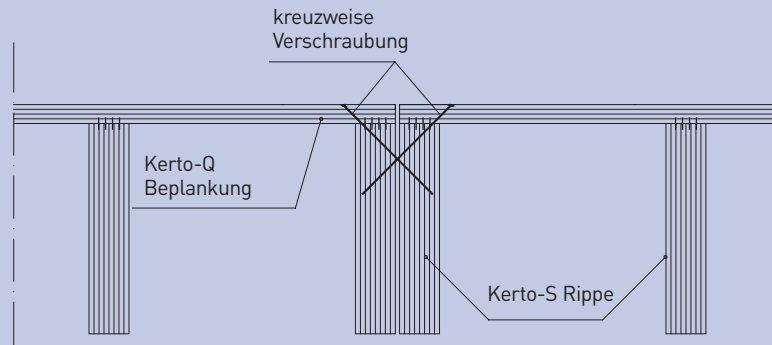 kreuzweise
Verschraubung
Kerto-Q
Beplankung
Kerto-S Rippe